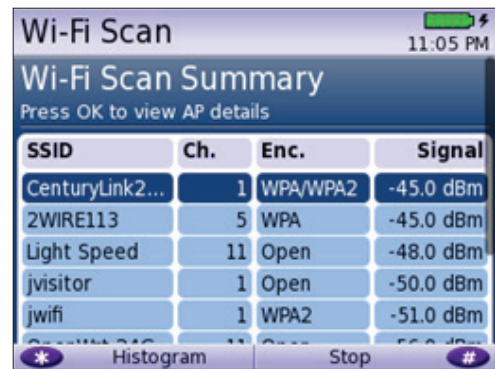 Wi-Fi Scan
11:05 PM
Wi-Fi Scan Summary
Press OK to view AP details
SSID Ch. Enc. Signal
CenturyLink2... 1 WPA/WPA2 -45.0 dBm
2WIRE113 5 WPA -45.0 dBm
Light Speed 11 Open -48.0 dBm
jvisitor 1 Open -50.0 dBm
jwifi 1 WPA2 -51.0 dBm
* Histogram Stop #